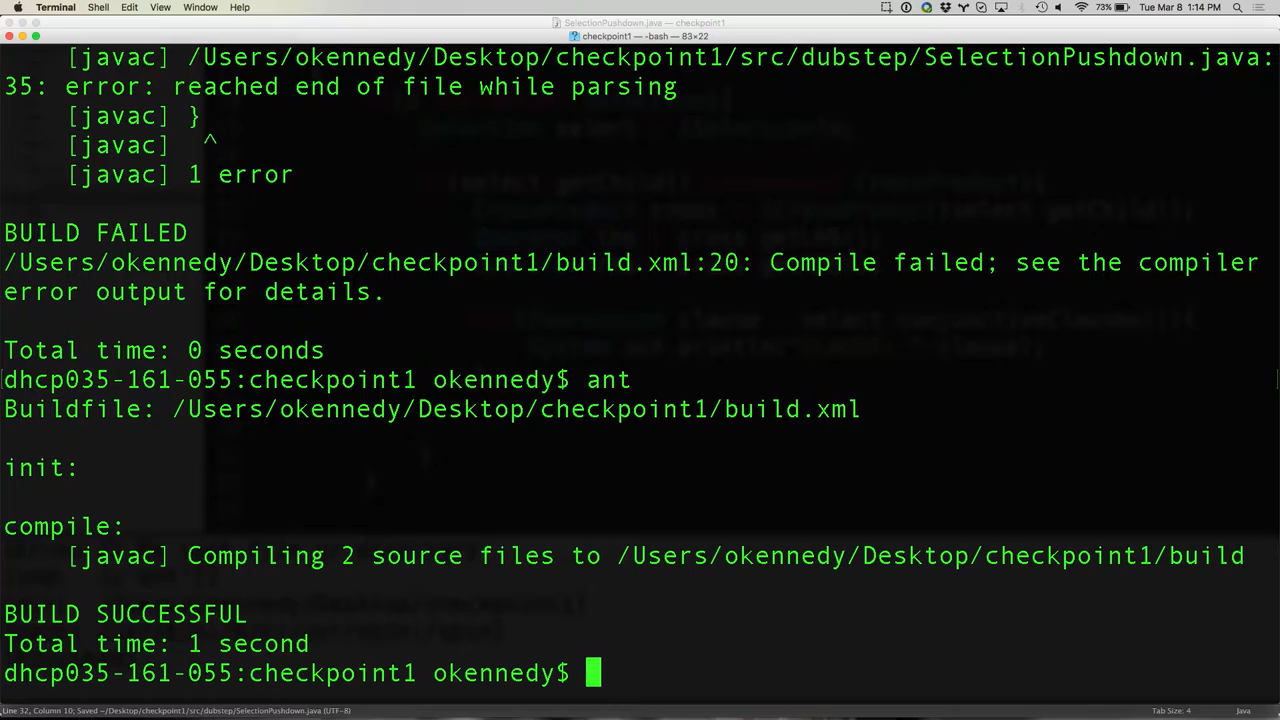 Terminal Shell Edit View Window Help 73% Tue Mar 8 1:14 PM
SelectionPushdown.java — checkpoint1
checkpoint1 — -bash — 83×22
[javac] /Users/okennedy/Desktop/checkpoint1/src/dubstep/SelectionPushdown.java:
35: error: reached end of file while parsing
[javac] }
[javac] ^
[javac] 1 error
BUILD FAILED
/Users/okennedy/Desktop/checkpoint1/build.xml:20: Compile failed; see the compiler
error output for details.
Total time: 0 seconds
dhcp035-161-055:checkpoint1 okennedy$ ant
Buildfile: /Users/okennedy/Desktop/checkpoint1/build.xml
init:
compile:
[javac] Compiling 2 source files to /Users/okennedy/Desktop/checkpoint1/build
BUILD SUCCESSFUL
Total time: 1 second
dhcp035-161-055:checkpoint1 okennedy$
Line 32, Column 10; Saved ~/Desktop/checkpoint1/src/dubstep/SelectionPushdown.java (UTF-8) Tab Size: 4 Java